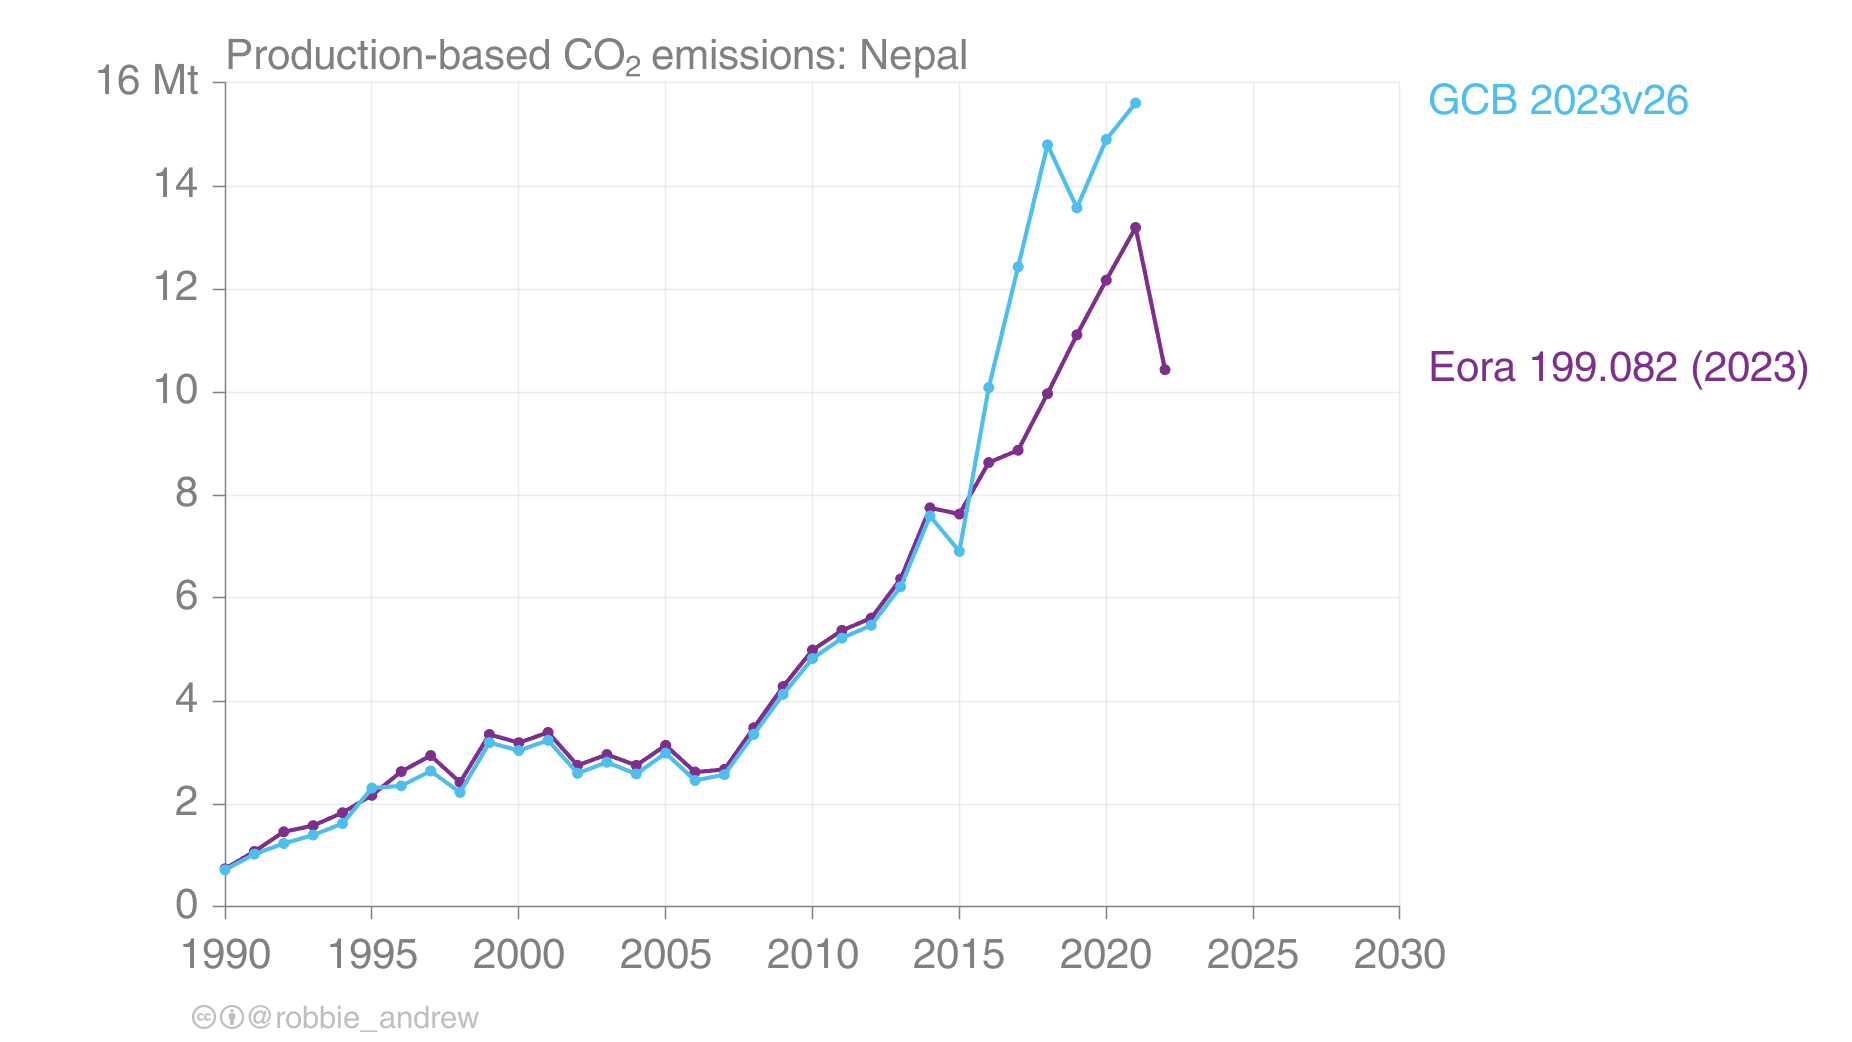 Production-based CO₂ emissions: Nepal
16 Mt
14
12
10
8
6
4
2
0
1990 1995 2000 2005 2010 2015 2020 2025 2030
GCB 2023v26
Eora 199.082 (2023)
cc @robbie_andrew